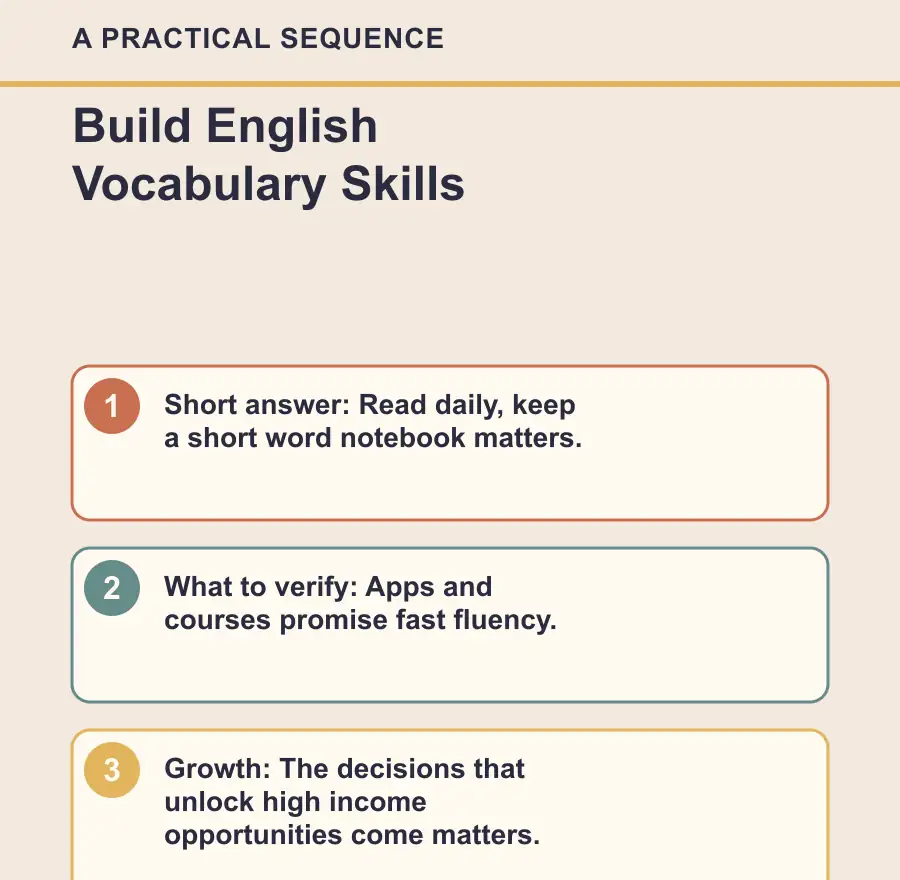 A PRACTICAL SEQUENCE
Build English
Vocabulary Skills
1
Short answer: Read daily, keep
a short word notebook matters.
2
What to verify: Apps and
courses promise fast fluency.
3
Growth: The decisions that
unlock high income
opportunities come matters.